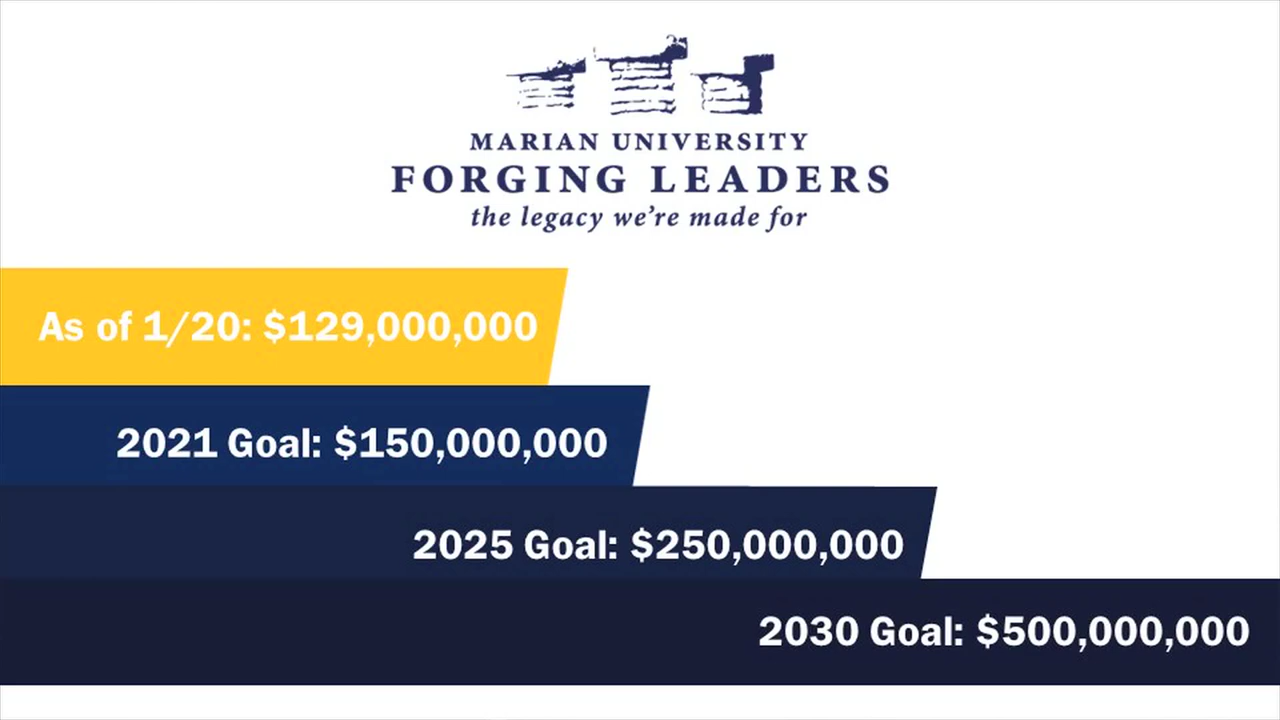 MARIAN UNIVERSITY
FORGING LEADERS
the legacy we're made for
As of 1/20: $129,000,000
2021 Goal: $150,000,000
2025 Goal: $250,000,000
2030 Goal: $500,000,000